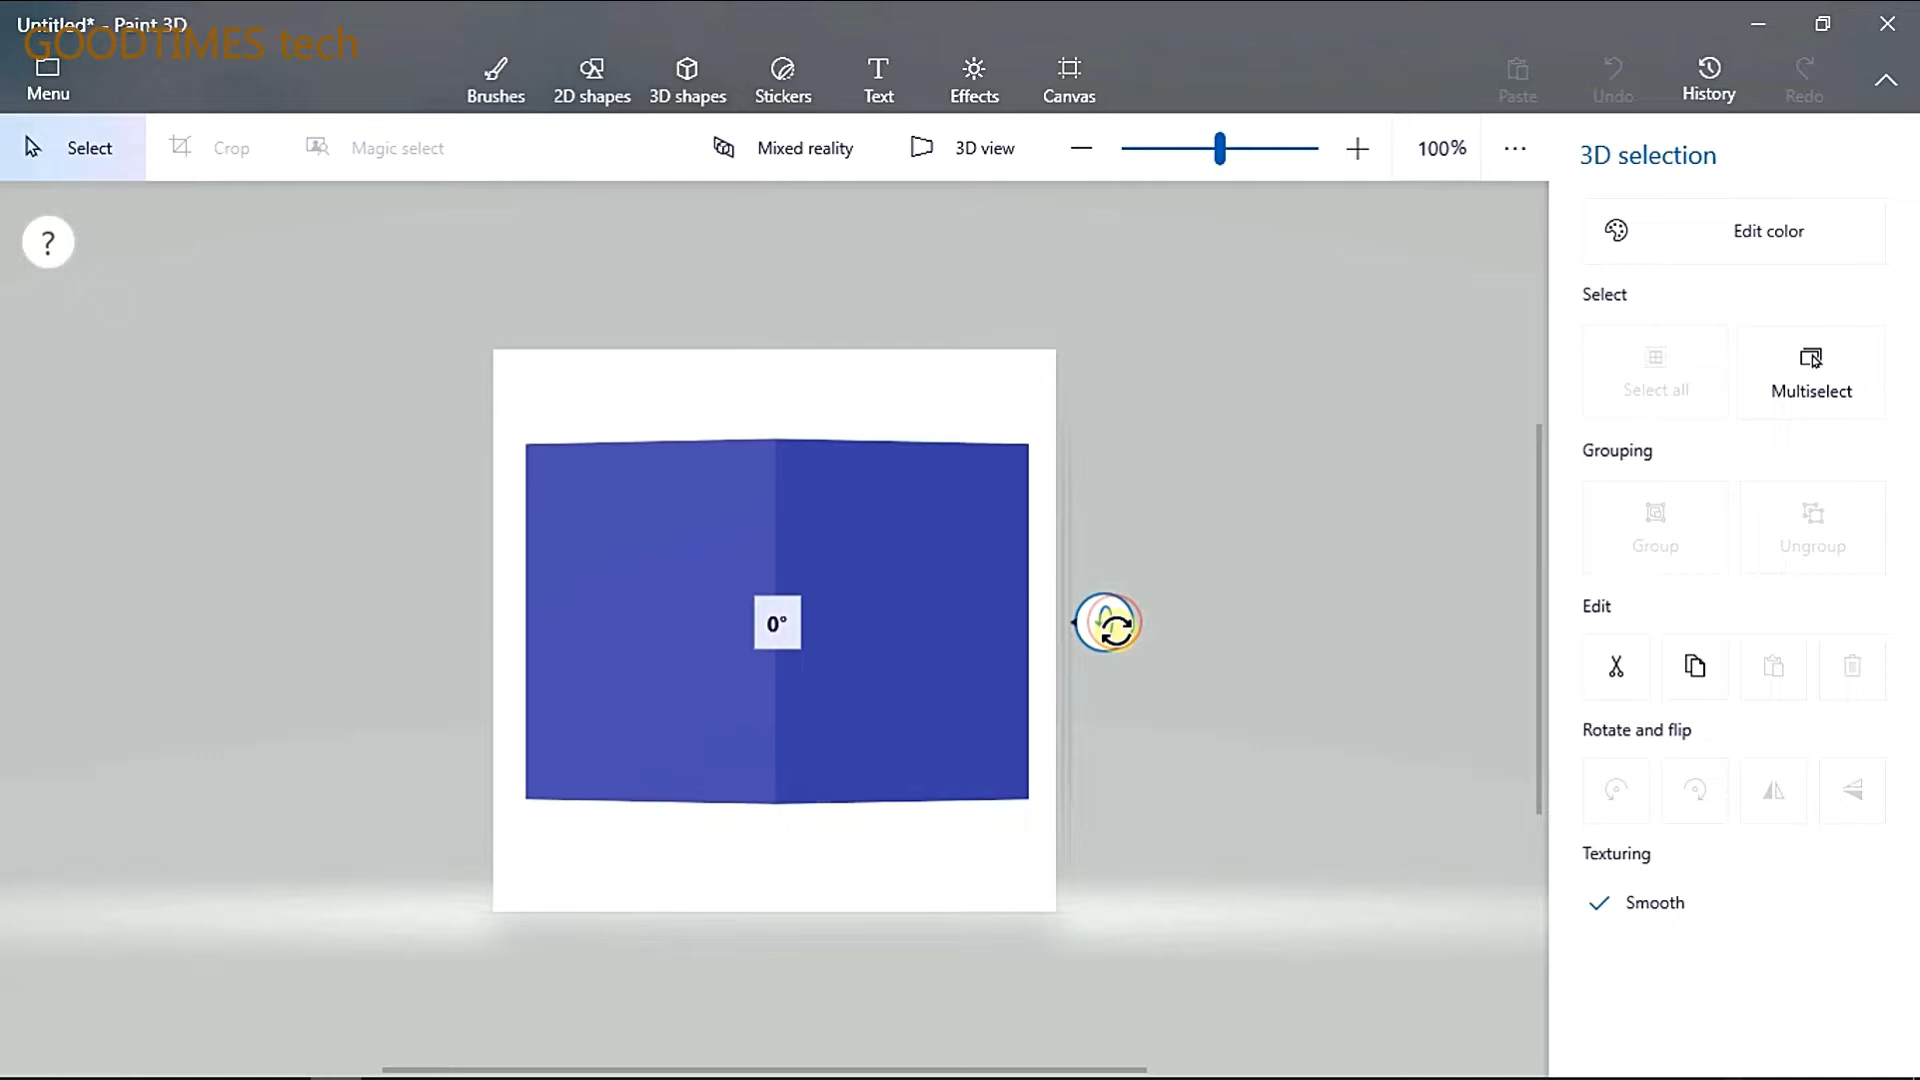 Untitled* - Paint 3D
GOODTIMES tech
Menu
Brushes
2D shapes
3D shapes
Stickers
Text
Effects
Canvas
Paste
Undo
History
Redo
Select
Crop
Magic select
Mixed reality
3D view
100%
3D selection
?
Edit color
Select
Select all
Multiselect
Grouping
Group
Ungroup
0°
Edit
Rotate and flip
Texturing
Smooth